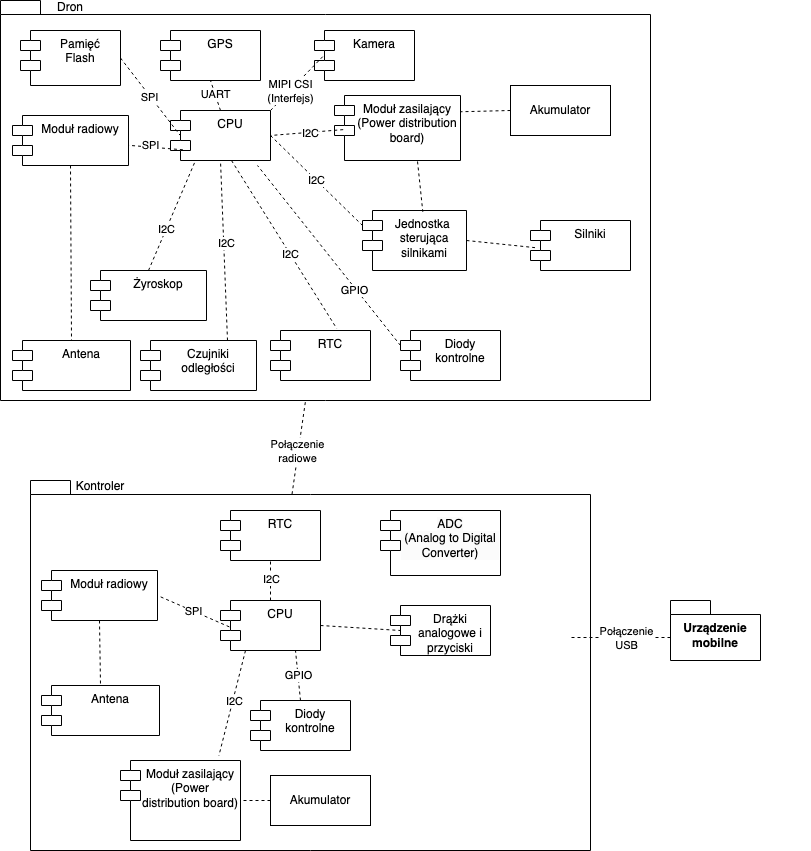 Dron
Pamięć
Flash
GPS
Kamera
SPI
UART
MIPI CSI
(Interfejs)
Moduł radiowy
SPI
CPU
I2C
Moduł zasilający
(Power distribution
board)
Akumulator
I2C
I2C
I2C
I2C
GPIO
Jednostka
sterująca
silnikami
Silniki
Żyroskop
Antena
Czujniki
odległości
RTC
Diody
kontrolne
Połączenie
radiowe
Kontroler
RTC
ADC
(Analog to Digital
Converter)
I2C
Moduł radiowy
SPI
CPU
Drążki
analogowe i
przyciski
Połączenie
USB
Urządzenie
mobilne
GPIO
I2C
Antena
Diody
kontrolne
Moduł zasilający
(Power
distribution board)
Akumulator